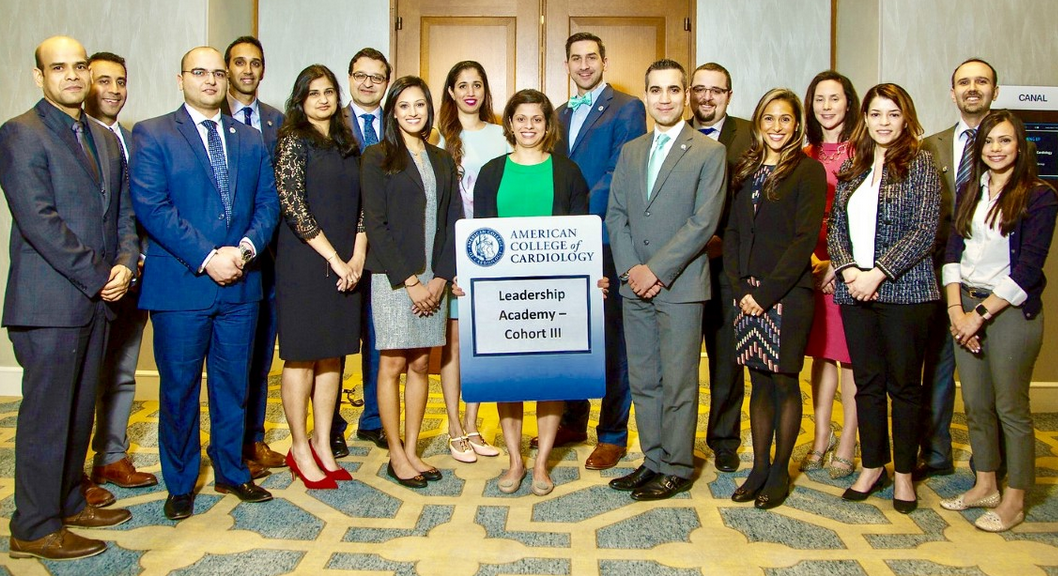 AMERICAN
COLLEGE of
CARDIOLOGY
Leadership
Academy –
Cohort III
CANAL